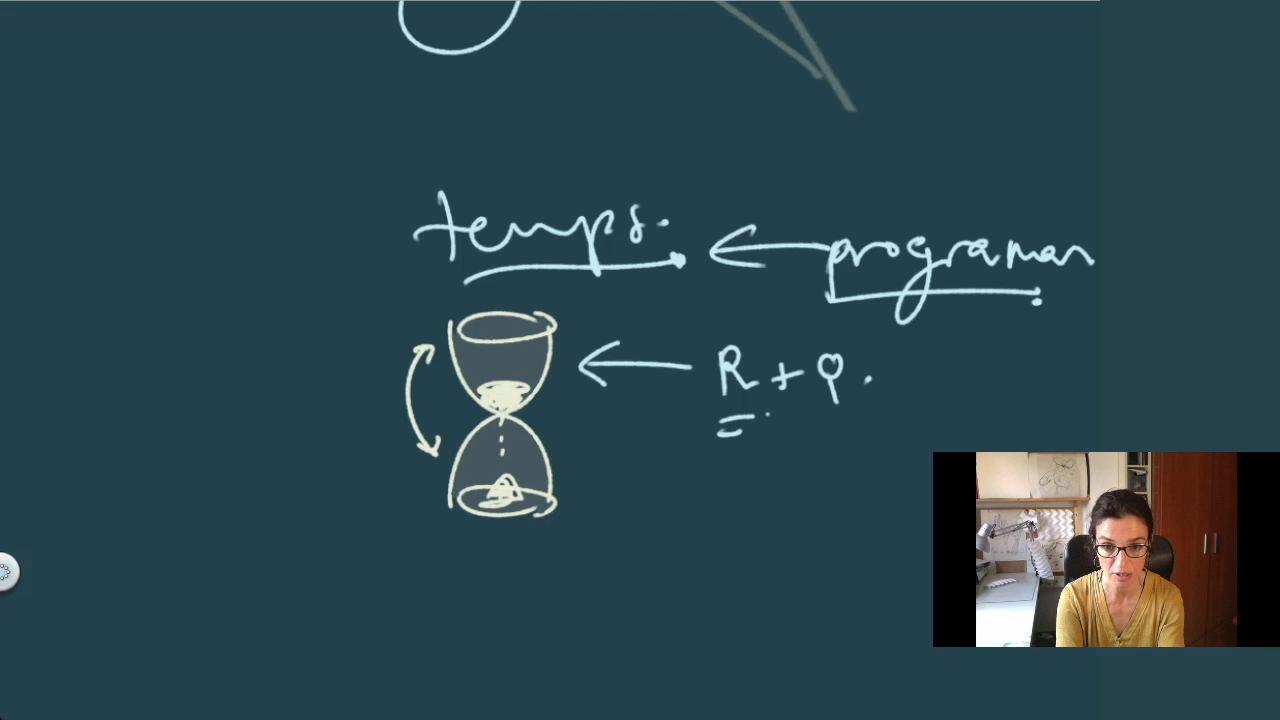 temps. ← programar
← R + φ.